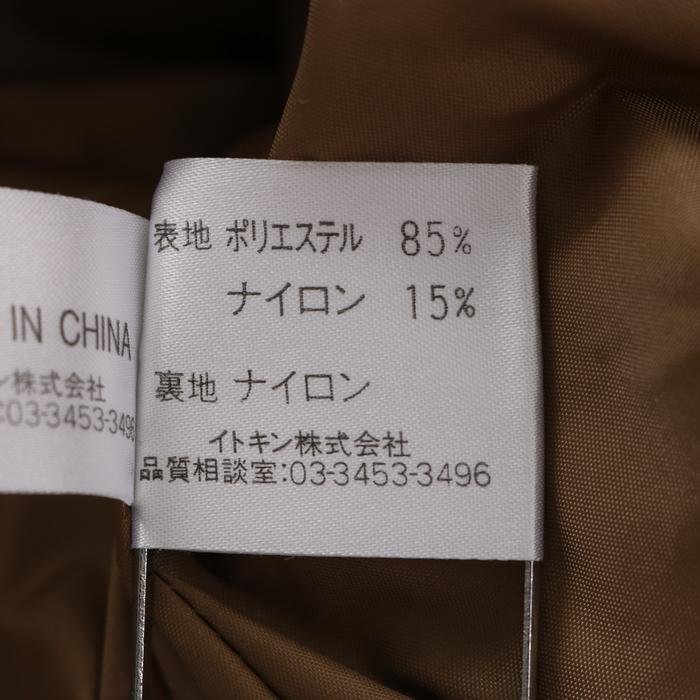 表地 ポリエステル 85%
ナイロン 15%
裏地 ナイロン
イトキン株式会社
品質相談室:03-3453-3496
IN CHINA
ン株式会社
:03-3453-349